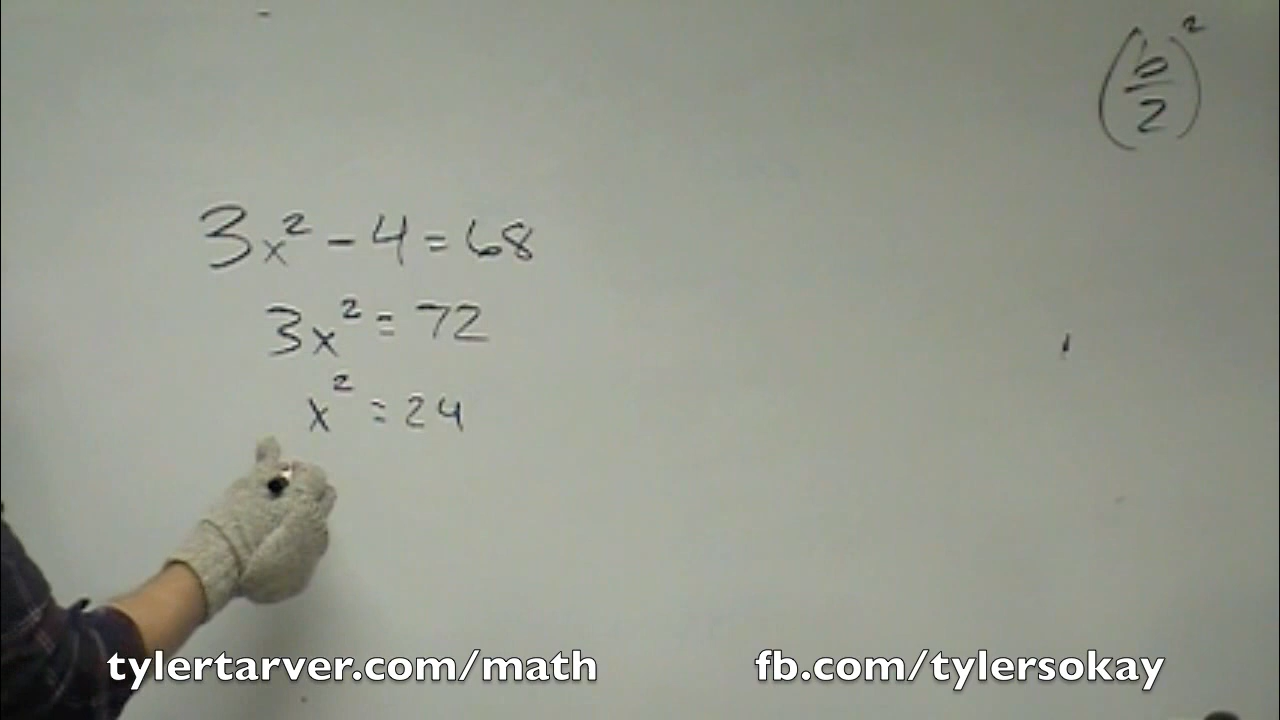 (b/2)²
3x² - 4 = 68
3x² = 72
x² = 24
tylertarver.com/math
fb.com/tylersokay